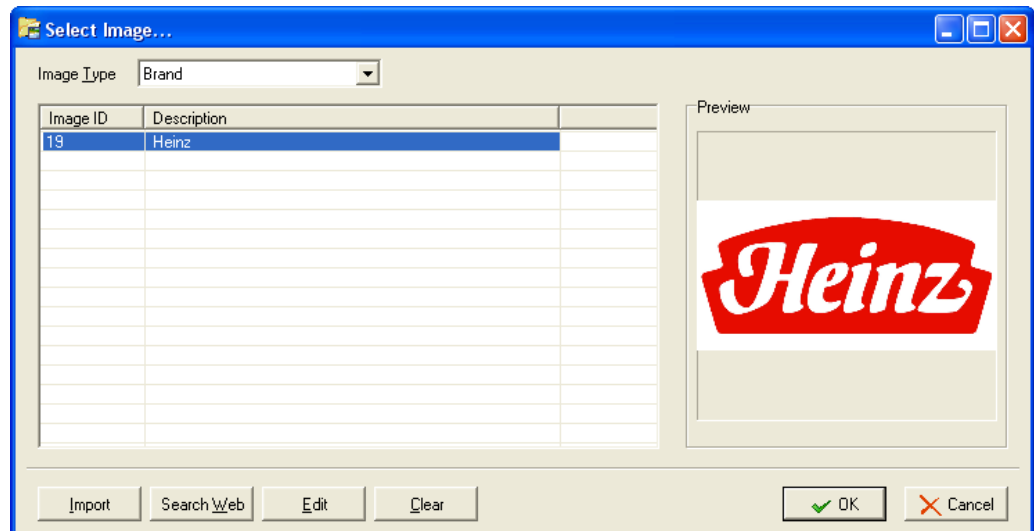 Select Image...
Image Type Brand
Image ID Description
19 Heinz
Preview
Heinz
Import Search Web Edit Clear OK Cancel